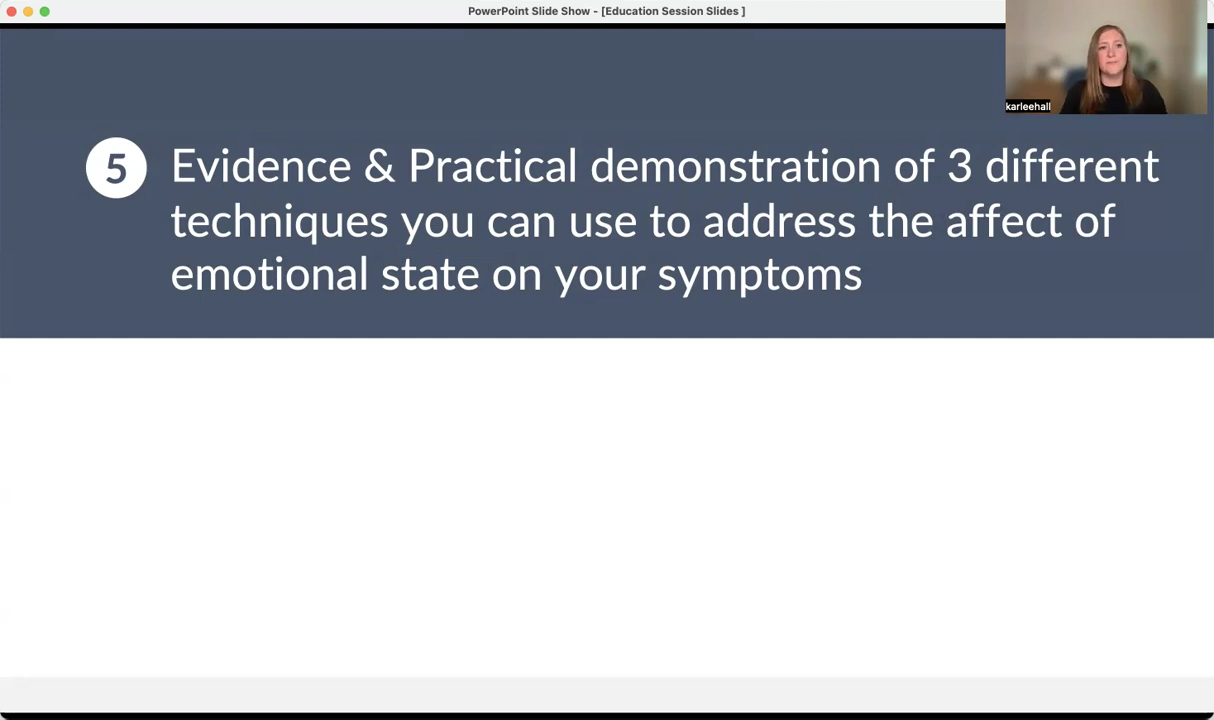 PowerPoint Slide Show - [Education Session Slides ]
karleehall
5
Evidence & Practical demonstration of 3 different
techniques you can use to address the affect of
emotional state on your symptoms